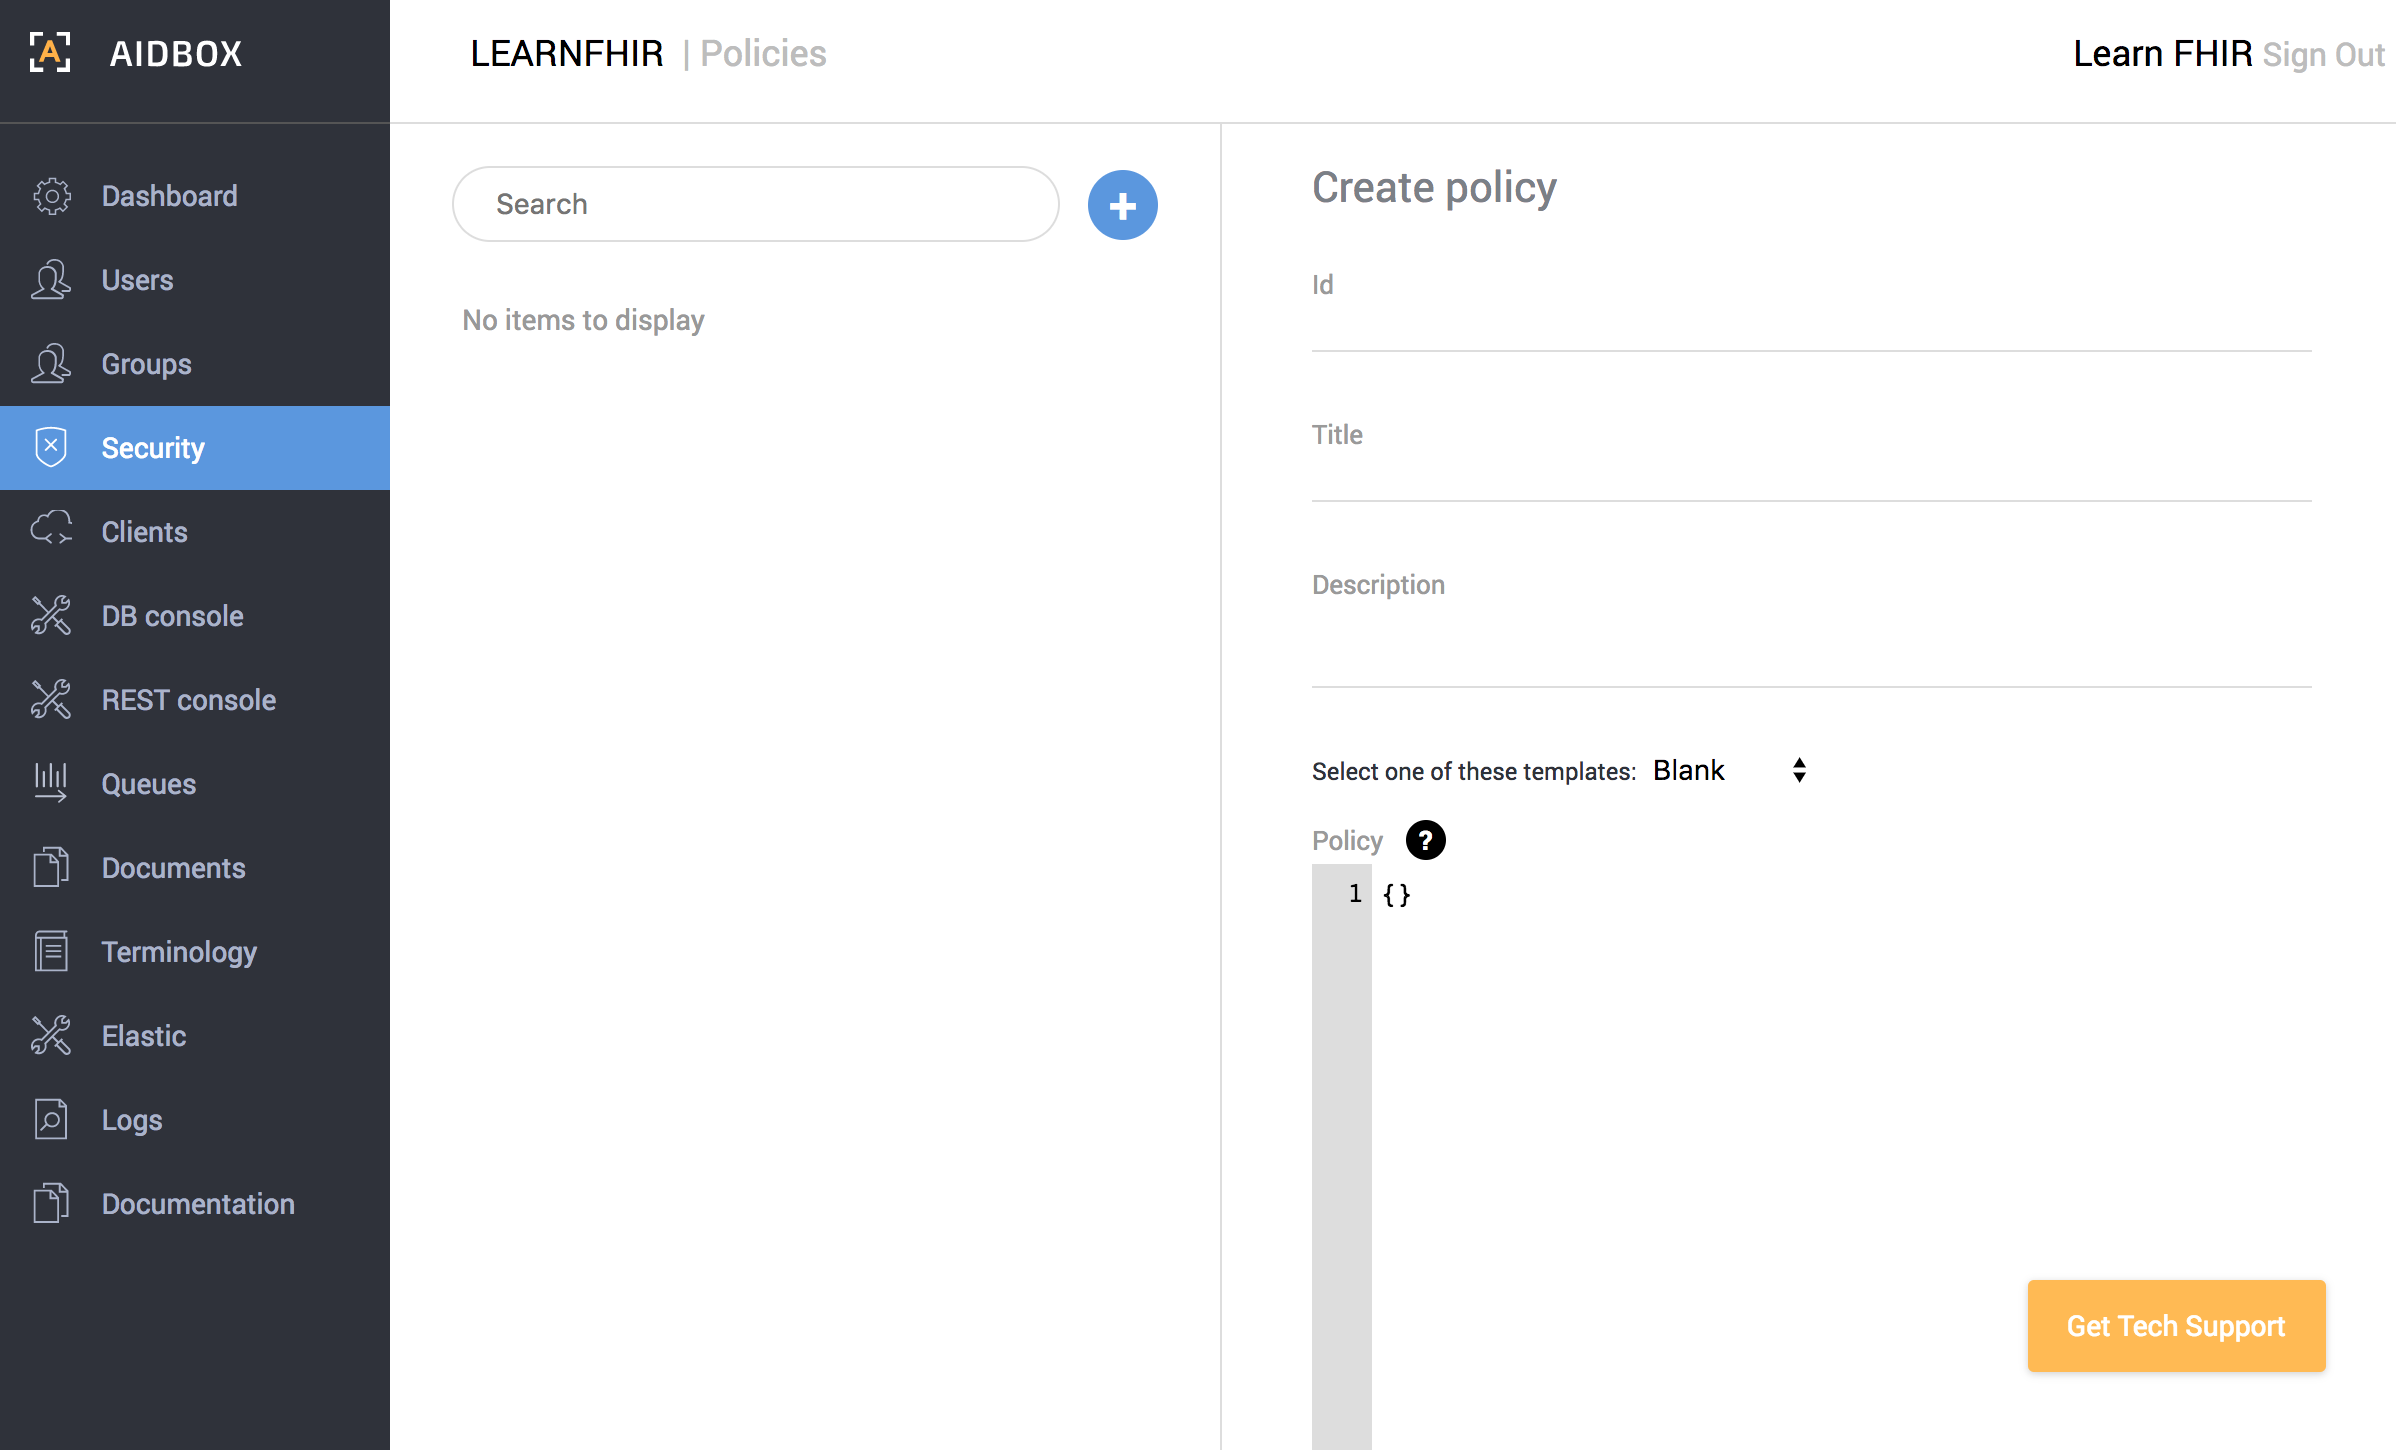 AIDBOX
LEARNFHIR | Policies
Learn FHIR Sign Out
Dashboard
Users
Groups
Security
Clients
DB console
REST console
Queues
Documents
Terminology
Elastic
Logs
Documentation
Search
No items to display
Create policy
Id
Title
Description
Select one of these templates: Blank
Policy ?
1 {}
Get Tech Support